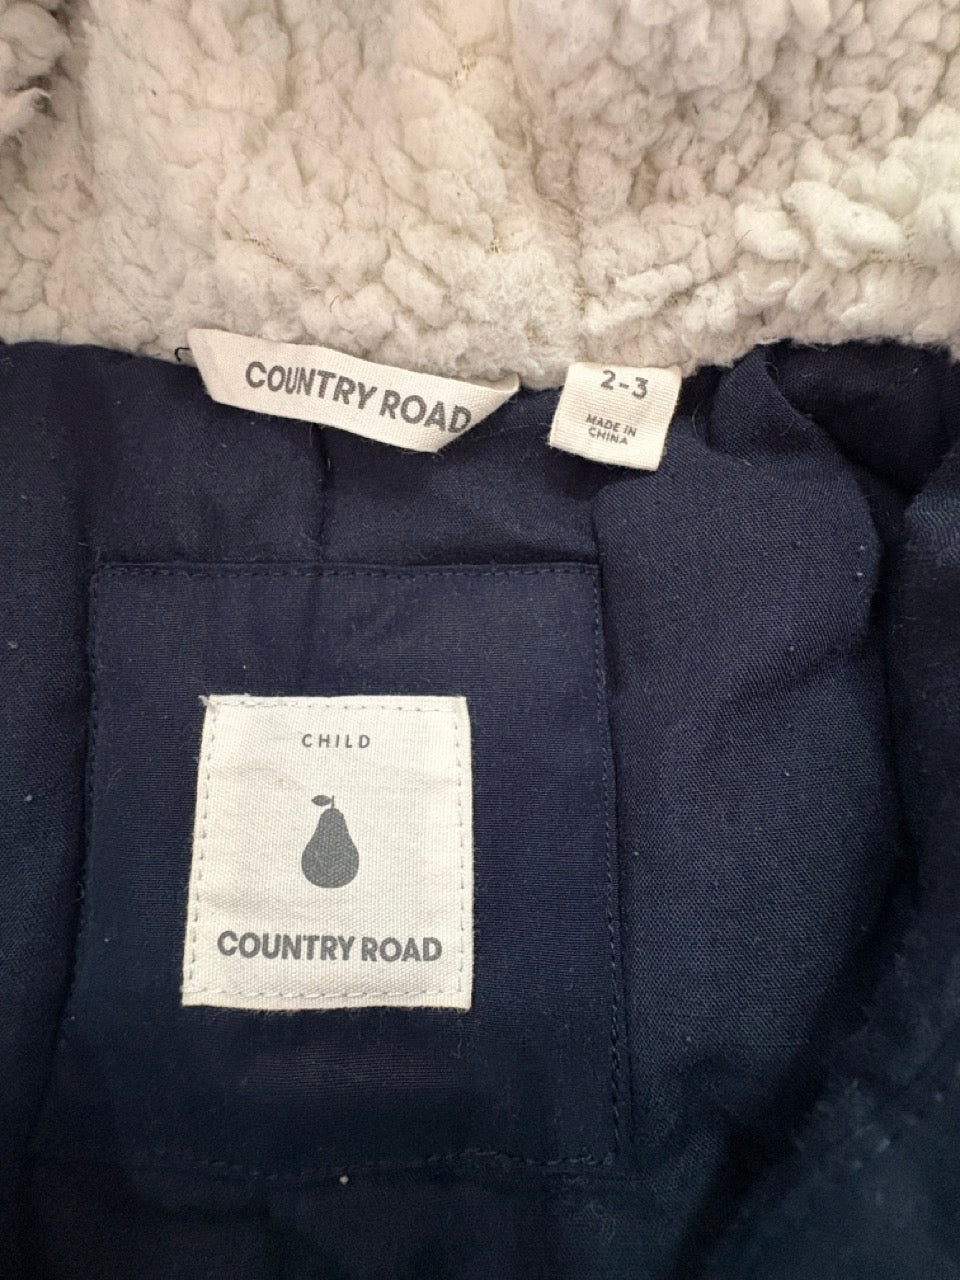 COUNTRY ROAD
2-3
MADE IN
CHINA
CHILD
COUNTRY ROAD